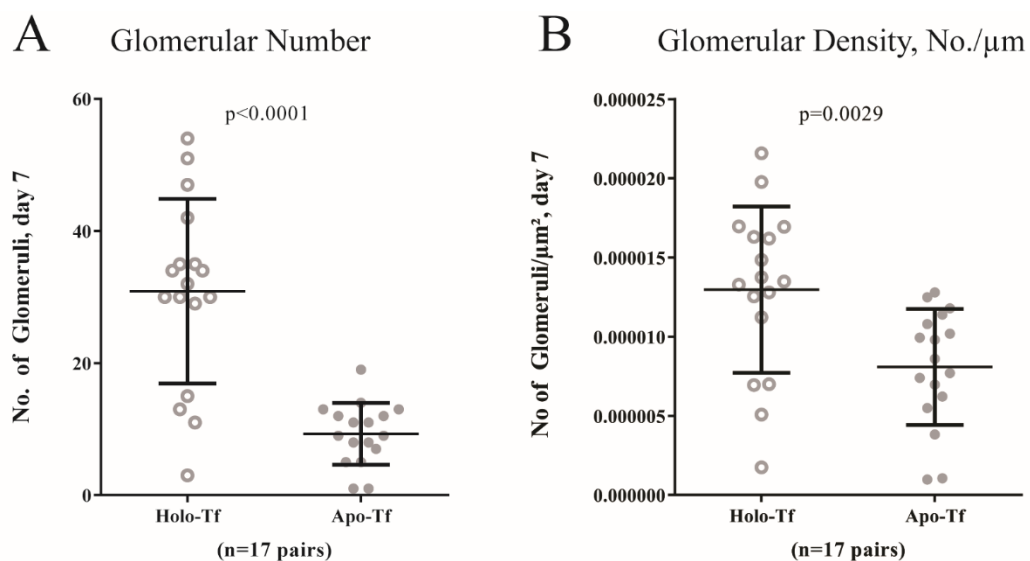 A Glomerular Number
p<0.0001
No. of Glomeruli, day 7
60
40
20
0
Holo-Tf Apo-Tf
(n=17 pairs)
B Glomerular Density, No./µm
p=0.0029
No of Glomeruli/µm², day 7
0.000025
0.000020
0.000015
0.000010
0.000005
0.000000
Holo-Tf Apo-Tf
(n=17 pairs)